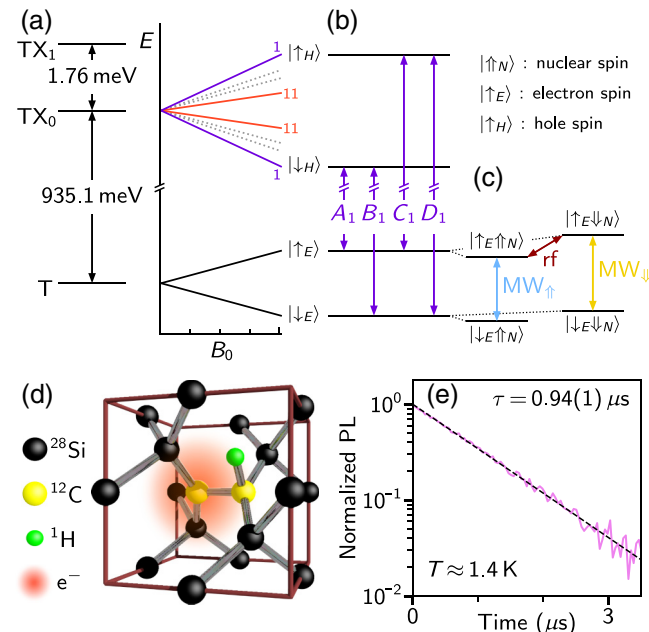 (a)
E
TX₁
1.76 meV
TX₀
935.1 meV
T
1
11
11
1
B₀
|↑H⟩
|↓H⟩
|↑E⟩
|↓E⟩
(b)
A₁ B₁ C₁ D₁
|⇑N⟩ : nuclear spin
|↑E⟩ : electron spin
|↑H⟩ : hole spin
(c)
|↑E⇑N⟩
|↑E⇓N⟩
rf
MW⇑
MW⇓
|↓E⇑N⟩
|↓E⇓N⟩
(d)
²⁸Si
¹²C
¹H
e⁻
(e)
τ = 0.94(1) μs
T ≈ 1.4 K
Normalized PL
10⁰
10⁻¹
10⁻²
0 3
Time (μs)